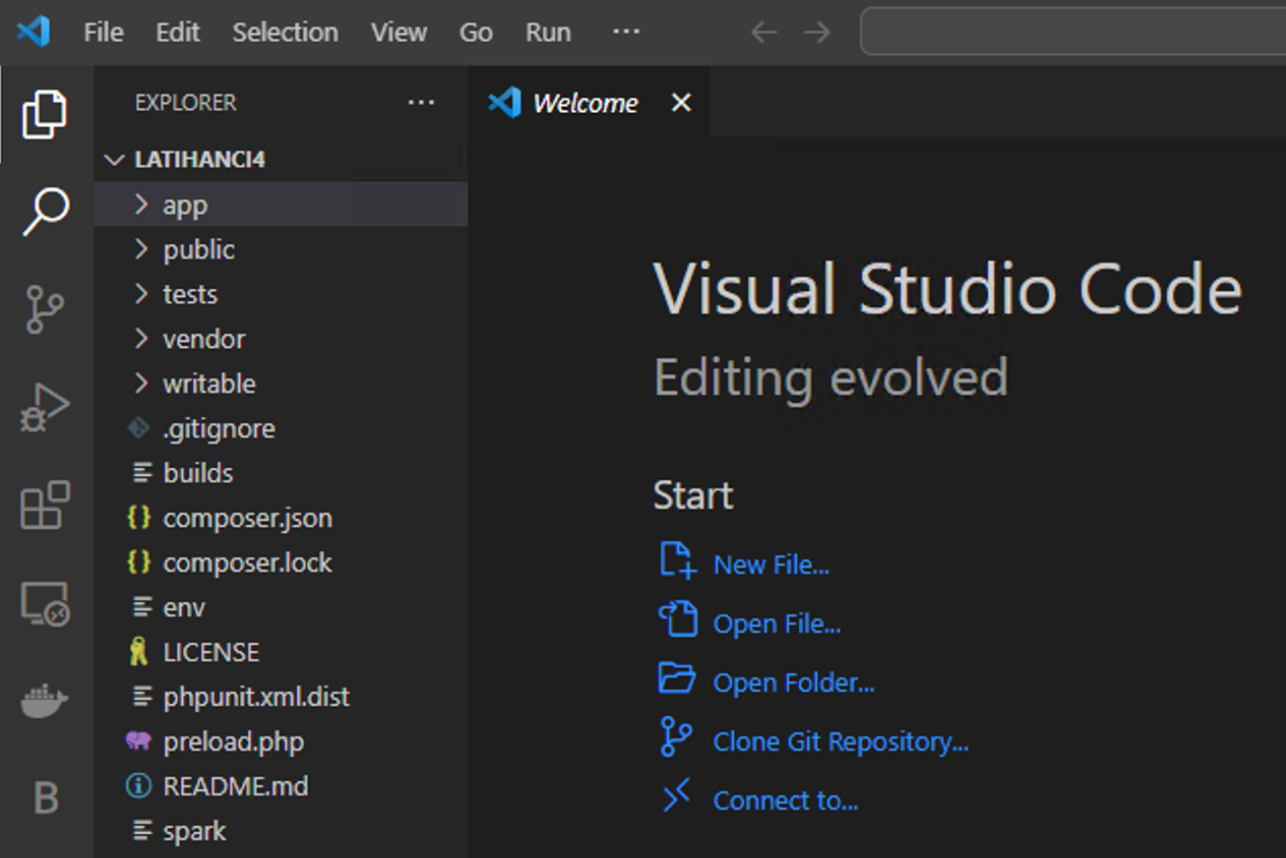 File Edit Selection View Go Run ...
EXPLORER ...
Welcome
LATIHANCI4
app
public
tests
vendor
writable
.gitignore
builds
composer.json
composer.lock
env
LICENSE
phpunit.xml.dist
preload.php
README.md
spark
B
Visual Studio Code
Editing evolved
Start
New File...
Open File...
Open Folder...
Clone Git Repository...
Connect to...